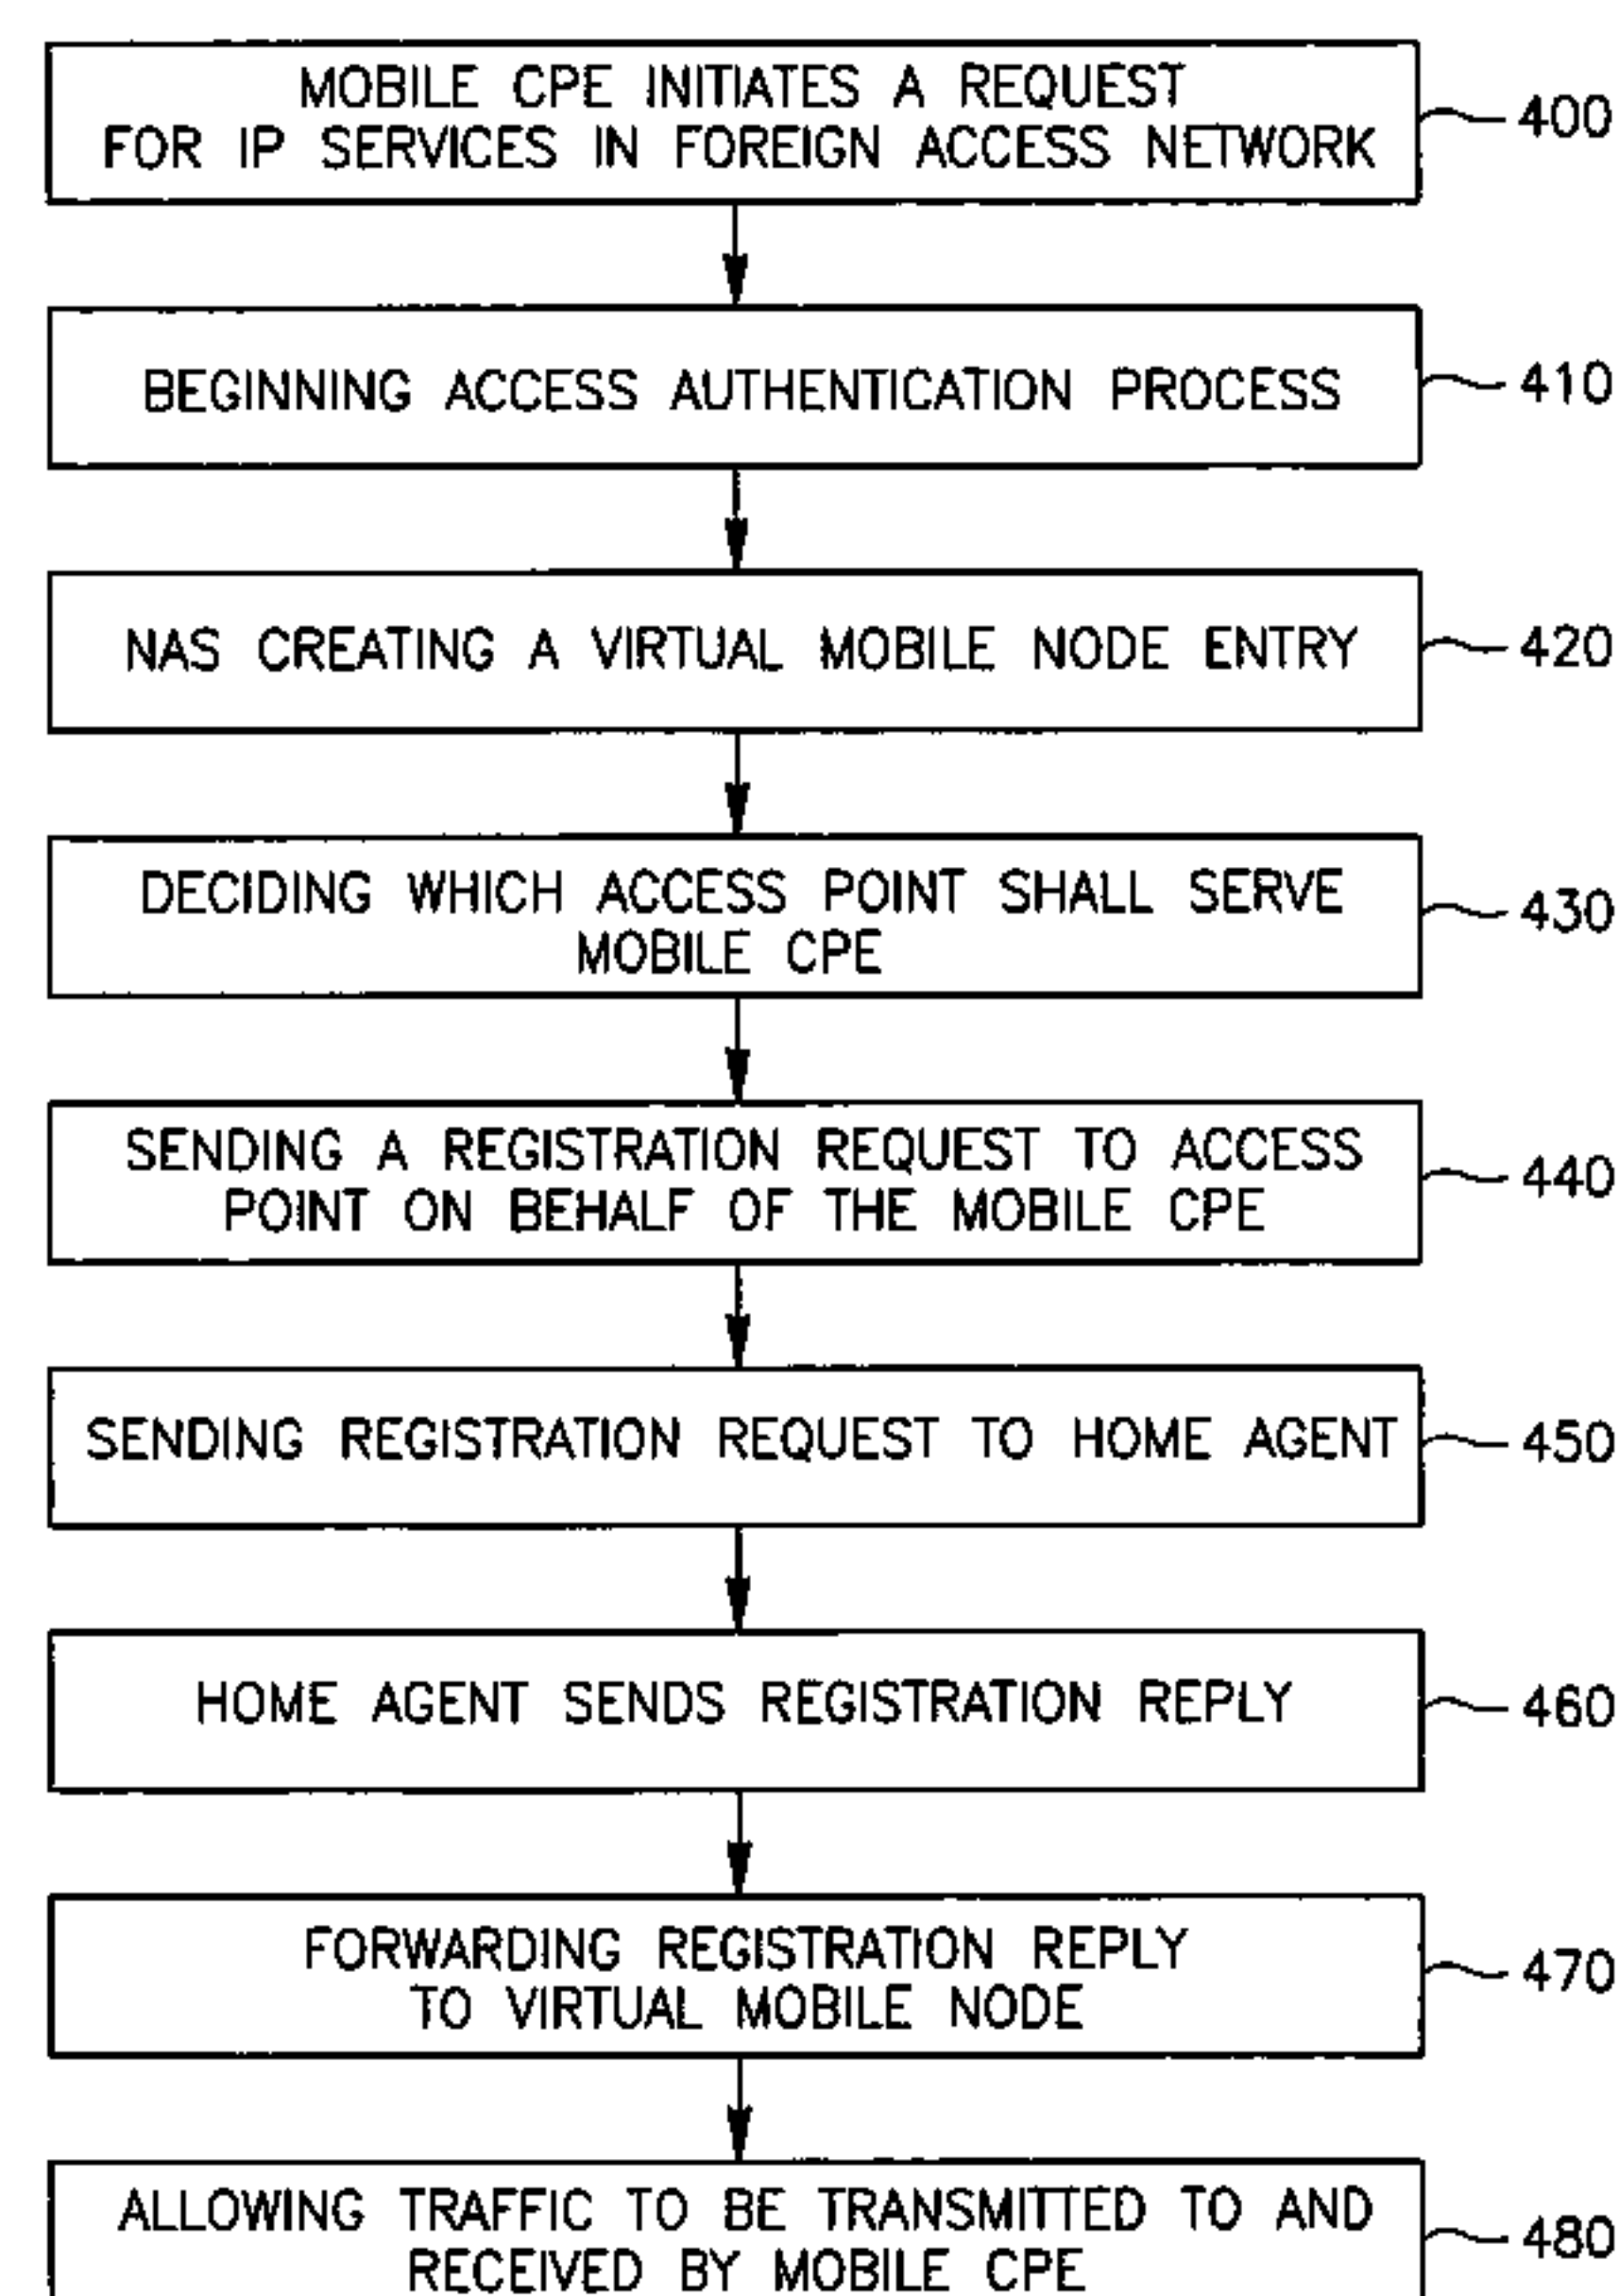 MOBILE CPE INITIATES A REQUEST
FOR IP SERVICES IN FOREIGN ACCESS NETWORK
400
BEGINNING ACCESS AUTHENTICATION PROCESS
410
NAS CREATING A VIRTUAL MOBILE NODE ENTRY
420
DECIDING WHICH ACCESS POINT SHALL SERVE
MOBILE CPE
430
SENDING A REGISTRATION REQUEST TO ACCESS
POINT ON BEHALF OF THE MOBILE CPE
440
SENDING REGISTRATION REQUEST TO HOME AGENT
450
HOME AGENT SENDS REGISTRATION REPLY
460
FORWARDING REGISTRATION REPLY
TO VIRTUAL MOBILE NODE
470
ALLOWING TRAFFIC TO BE TRANSMITTED TO AND
RECEIVED BY MOBILE CPE
480